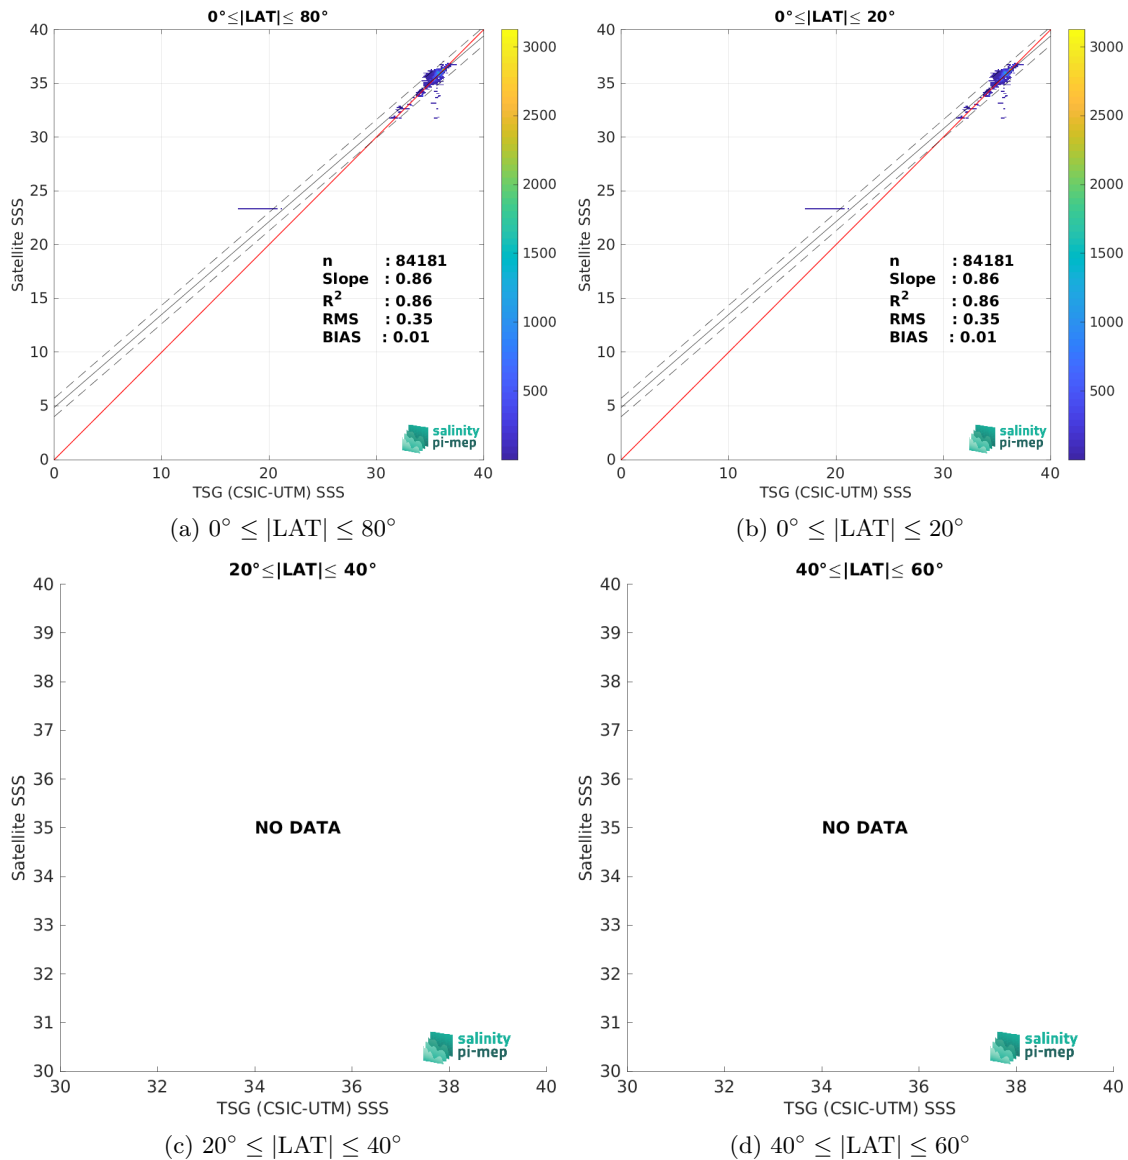 0°≤|LAT|≤ 80°
40
35
30
25
20
15
10
5
0
Satellite SSS
n : 84181
Slope : 0.86
R² : 0.86
RMS : 0.35
BIAS : 0.01
salinity
pi-mep
0 10 20 30 40
TSG (CSIC-UTM) SSS
3000
2500
2000
1500
1000
500
(a) 0° ≤ |LAT| ≤ 80°
0°≤|LAT|≤ 20°
40
35
30
25
20
15
10
5
0
Satellite SSS
n : 84181
Slope : 0.86
R² : 0.86
RMS : 0.35
BIAS : 0.01
salinity
pi-mep
0 10 20 30 40
TSG (CSIC-UTM) SSS
3000
2500
2000
1500
1000
500
(b) 0° ≤ |LAT| ≤ 20°
20°≤|LAT|≤ 40°
40
39
38
37
36
35
34
33
32
31
30
Satellite SSS
NO DATA
salinity
pi-mep
30 32 34 36 38 40
TSG (CSIC-UTM) SSS
(c) 20° ≤ |LAT| ≤ 40°
40°≤|LAT|≤ 60°
40
39
38
37
36
35
34
33
32
31
30
Satellite SSS
NO DATA
salinity
pi-mep
30 32 34 36 38 40
TSG (CSIC-UTM) SSS
(d) 40° ≤ |LAT| ≤ 60°